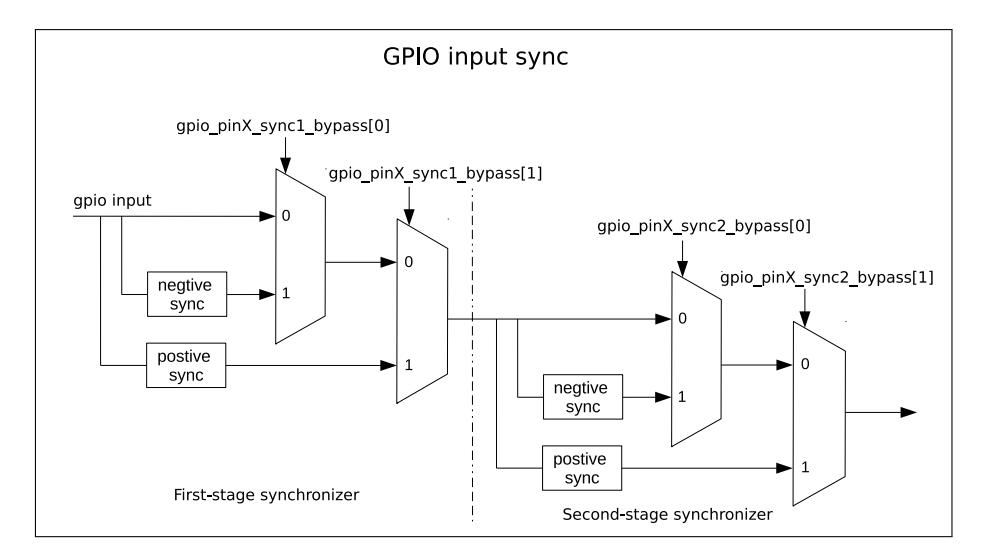 GPIO input sync
gpio_pinX_sync1_bypass[0]
gpio_pinX_sync1_bypass[1]
gpio input
0
0
negtive
sync
1
postive
sync
1
gpio_pinX_sync2_bypass[0]
gpio_pinX_sync2_bypass[1]
0
0
negtive
sync
1
postive
sync
1
First-stage synchronizer
Second-stage synchronizer